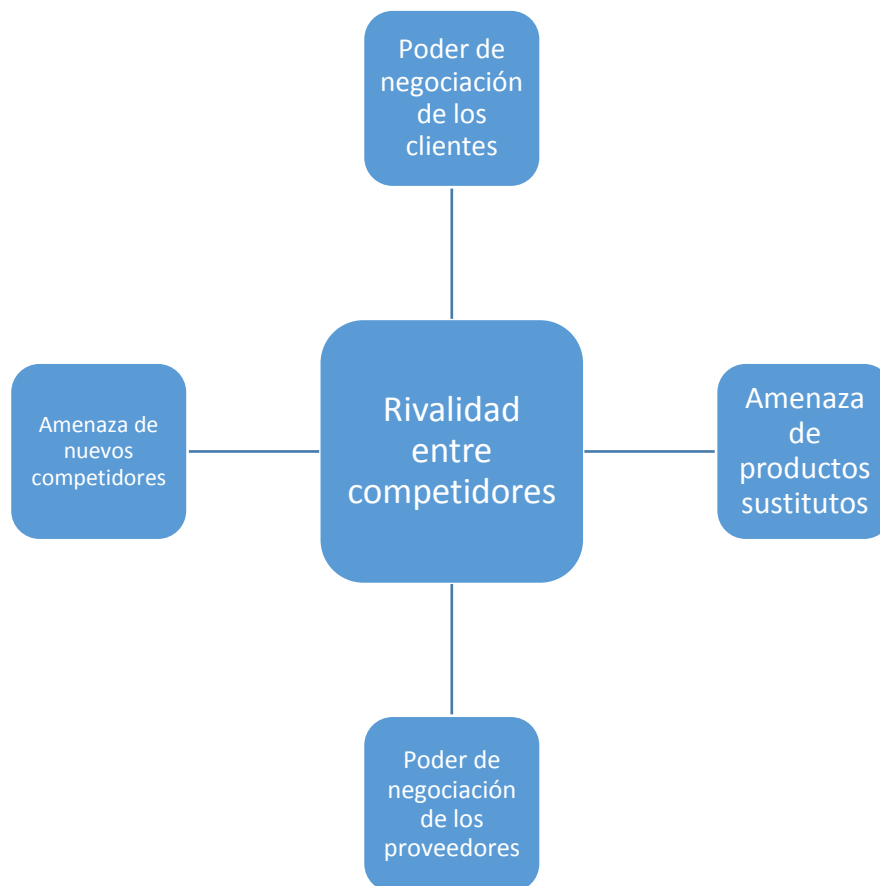 Poder de
negociación
de los
clientes
Amenaza de
nuevos
competidores
Rivalidad
entre
competidores
Amenaza
de
productos
sustitutos
Poder de
negociación
de los
proveedores